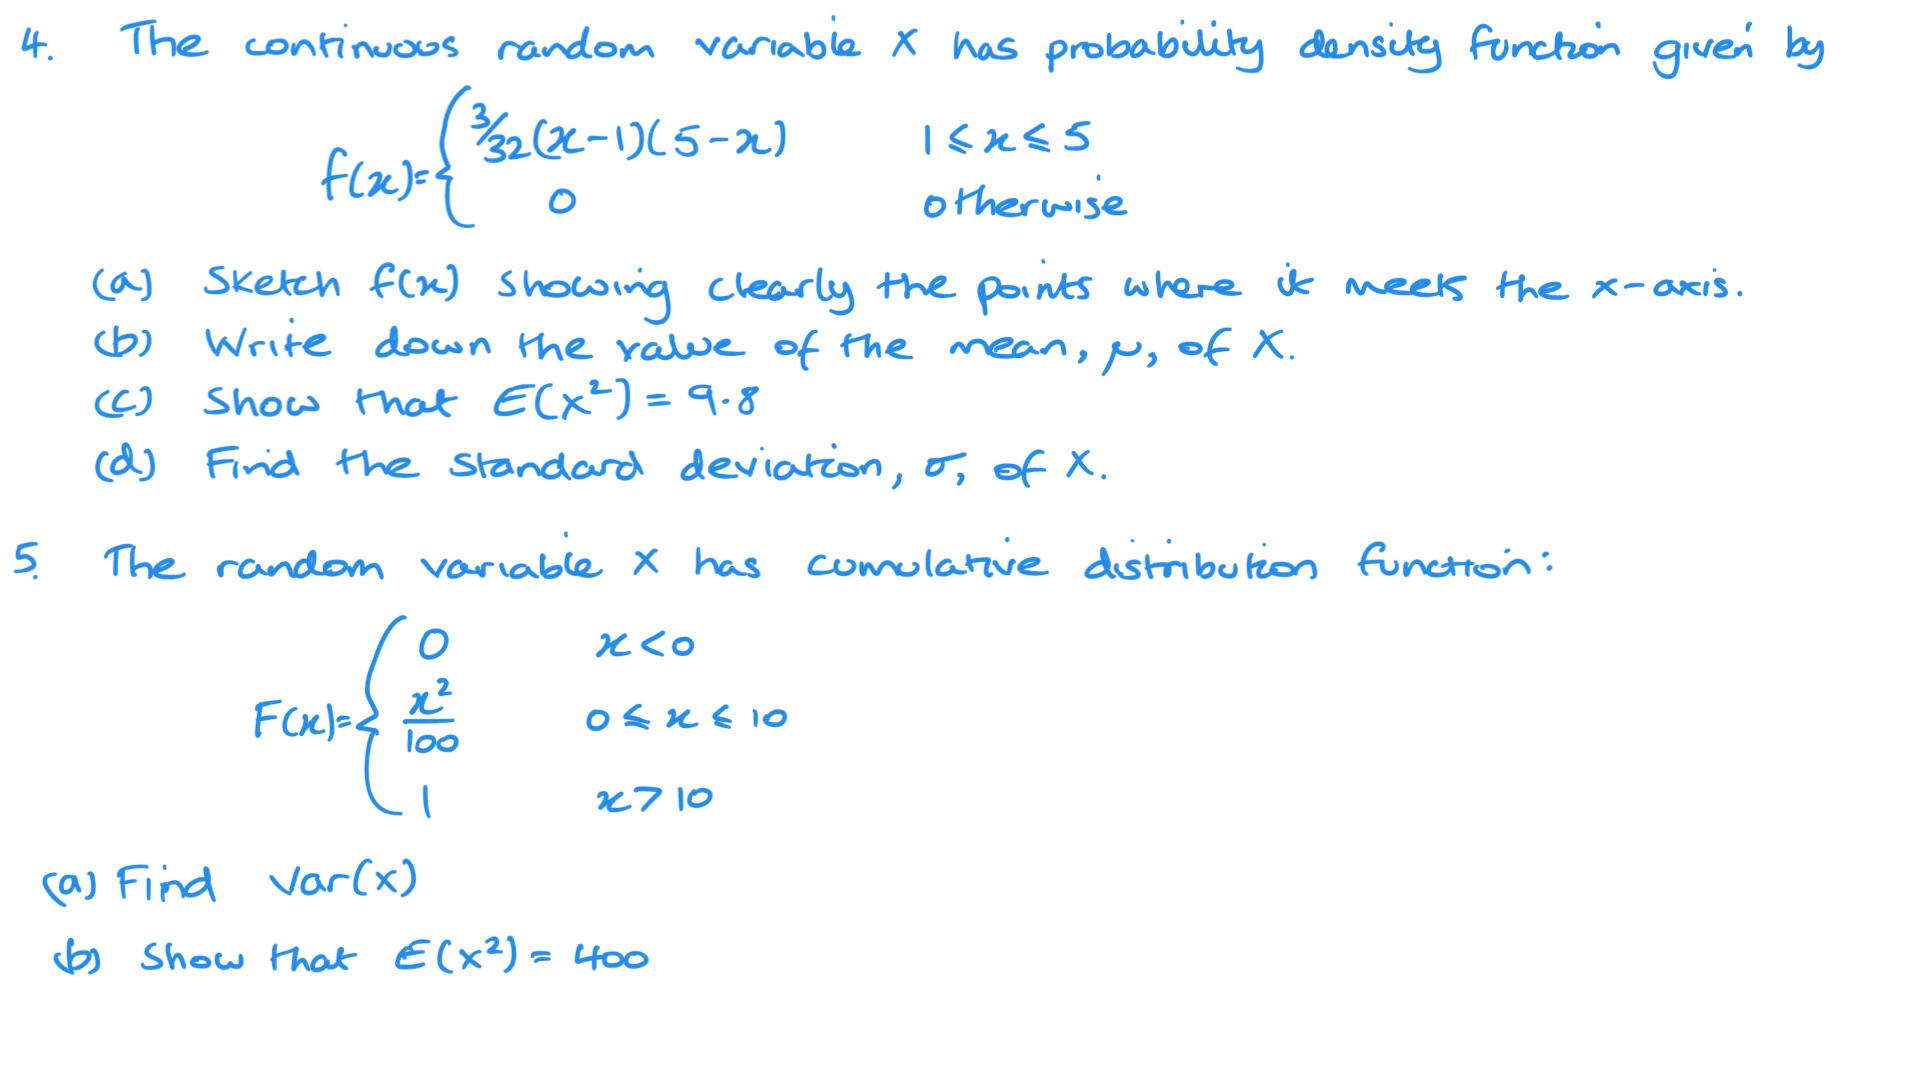 4. The continuous random variable X has probability density function given by
f(x)= { 3/32(x-1)(5-x) 1 ≤ x ≤ 5
0 otherwise
(a) Sketch f(x) showing clearly the points where it meets the x-axis.
(b) Write down the value of the mean, μ, of X.
(c) Show that E(X²) = 9.8
(d) Find the standard deviation, σ, of X.
5. The random variable X has cumulative distribution function:
F(x)= { 0 x<0
x²/100 0 ≤ x ≤ 10
1 x>10
(a) Find Var(X)
(b) Show that E(X²) = 400